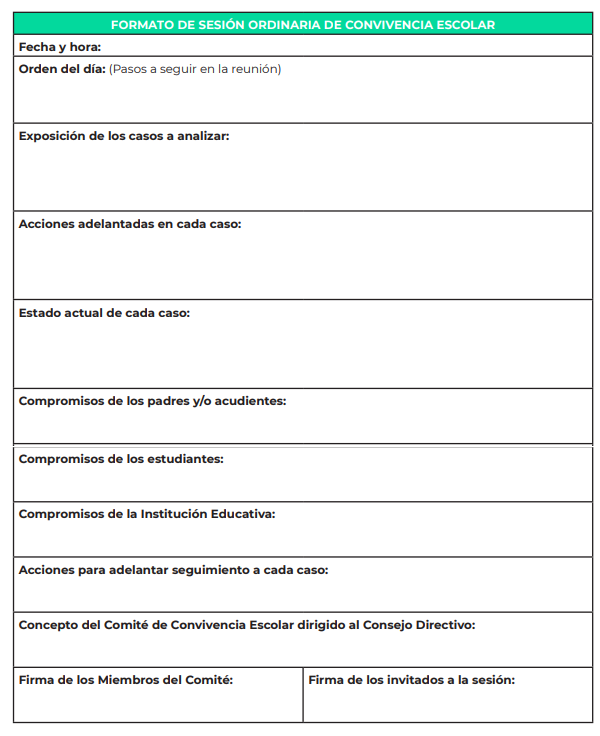 FORMATO DE SESIÓN ORDINARIA DE CONVIVENCIA ESCOLAR
Fecha y hora:
Orden del día: (Pasos a seguir en la reunión)
Exposición de los casos a analizar:
Acciones adelantadas en cada caso:
Estado actual de cada caso:
Compromisos de los padres y/o acudientes:
Compromisos de los estudiantes:
Compromisos de la Institución Educativa:
Acciones para adelantar seguimiento a cada caso:
Concepto del Comité de Convivencia Escolar dirigido al Consejo Directivo:
Firma de los Miembros del Comité:
Firma de los invitados a la sesión: